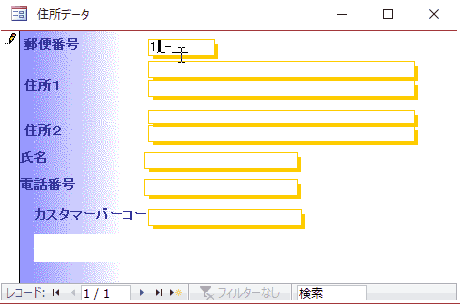 住所データ
郵便番号 1_-_
住所1
住所2
氏名
電話番号
カスタマーバーコー
レコード: 1 / 1 フィルターなし 検索